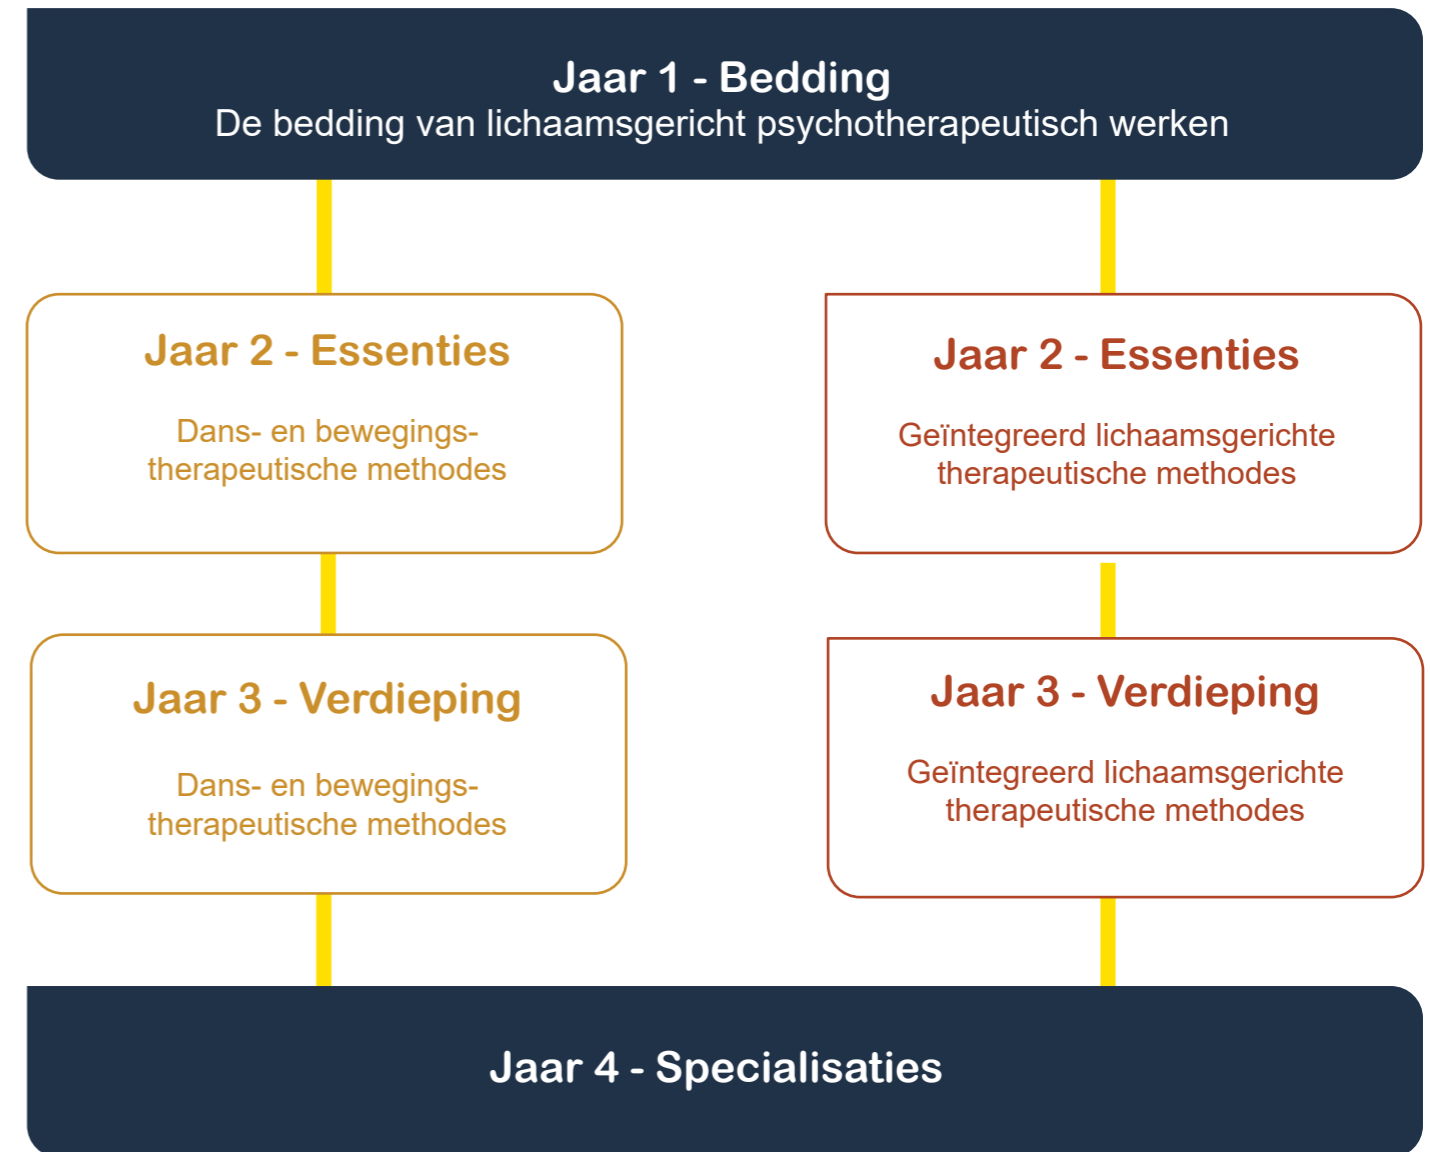 Jaar 1 - Bedding
De bedding van lichaamsgericht psychotherapeutisch werken
Jaar 2 - Essenties
Dans- en bewegings-
therapeutische methodes
Jaar 2 - Essenties
Geïntegreerd lichaamsgerichte
therapeutische methodes
Jaar 3 - Verdieping
Dans- en bewegings-
therapeutische methodes
Jaar 3 - Verdieping
Geïntegreerd lichaamsgerichte
therapeutische methodes
Jaar 4 - Specialisaties